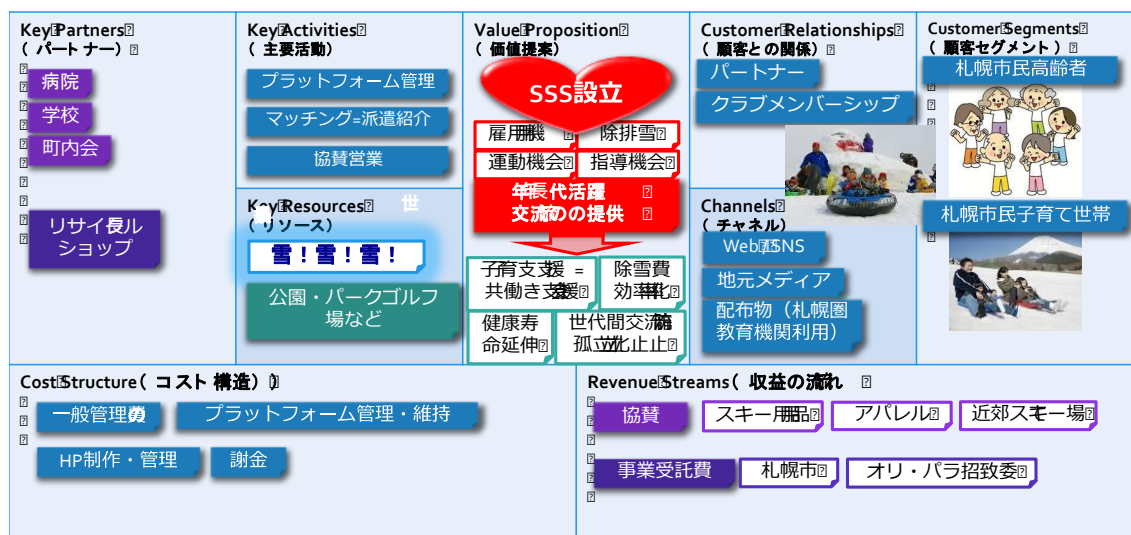 Key Partners
(パートナー)
病院
学校
町内会
リサイクル
ショップ
Key Activities
(主要活動)
プラットフォーム管理
マッチング=派遣紹介
協賛営業
Key Resources
(リソース)
雪！雪！雪！
公園・パークゴルフ
場など
Value Proposition
(価値提案)
SSS設立
雇用機
除排雪
運動機会
指導機会
年長世代活躍
交流の提供
子育支援 =
共働き支援
除雪費
効率化
健康寿
命延伸
世代間交流
孤立化止
Customer Relationships
(顧客との関係)
パートナー
クラブメンバーシップ
Channels
(チャネル)
Web/SNS
地元メディア
配布物（札幌圏
教育機関利用）
Customer Segments
(顧客セグメント)
札幌市民高齢者
札幌市民子育て世帯
Cost Structure(コスト構造)
一般管理費
プラットフォーム管理・維持
HP制作・管理
謝金
Revenue Streams(収益の流れ
協賛
スキー用品
アパレル
近郊スキー場
事業受託費
札幌市
オリ・パラ招致委